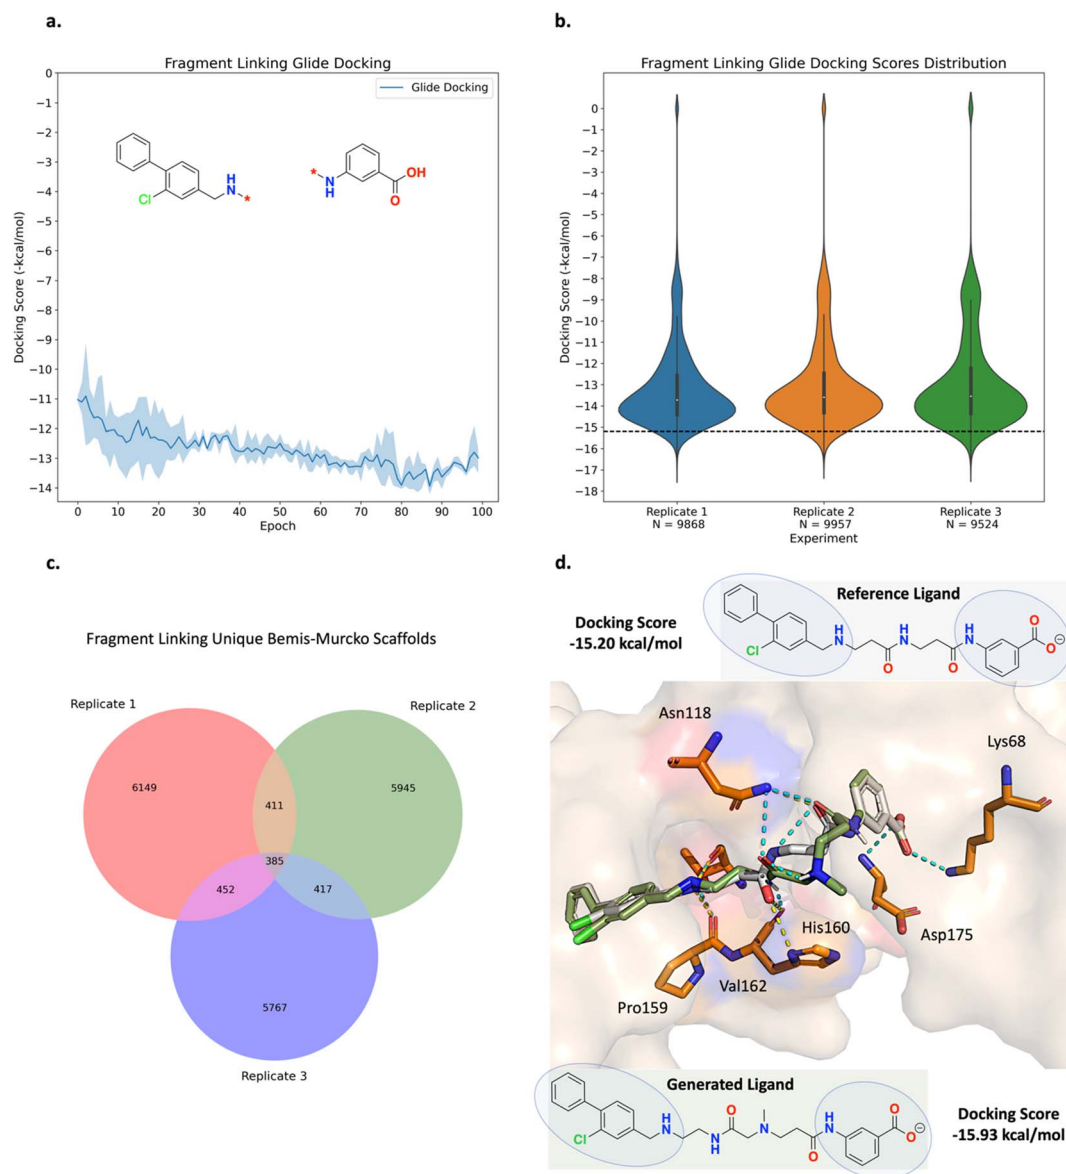 a.
Fragment Linking Glide Docking
Glide Docking
0
−1
−2
−3
−4
−5
−6
−7
−8
−9
−10
−11
−12
−13
−14
Docking Score (-kcal/mol)
Cl
H
N
*
*
N
H
OH
O
0 10 20 30 40 50 60 70 80 90 100
Epoch
b.
Fragment Linking Glide Docking Scores Distribution
0
−1
−2
−3
−4
−5
−6
−7
−8
−9
−10
−11
−12
−13
−14
−15
−16
−17
−18
Docking Score (-kcal/mol)
Replicate 1 Replicate 2 Replicate 3
N = 9868 N = 9957 N = 9524
Experiment
c.
Fragment Linking Unique Bemis-Murcko Scaffolds
Replicate 1
Replicate 2
6149
411
5945
385
452
417
5767
Replicate 3
d.
Reference Ligand
Docking Score
-15.20 kcal/mol
Cl
H
N
O
H
N
O
H
N
O
O⊖
Asn118
Lys68
His160
Asp175
Val162
Pro159
Generated Ligand
Cl
H
N
N
H
O
N
O
H
N
O
O⊖
Docking Score
-15.93 kcal/mol